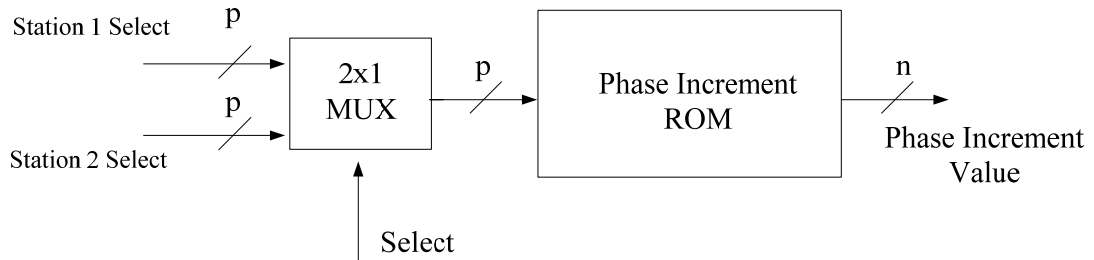 p
Station 1 Select
2x1
MUX
p
Station 2 Select
Select
p
Phase Increment
ROM
n
Phase Increment
Value